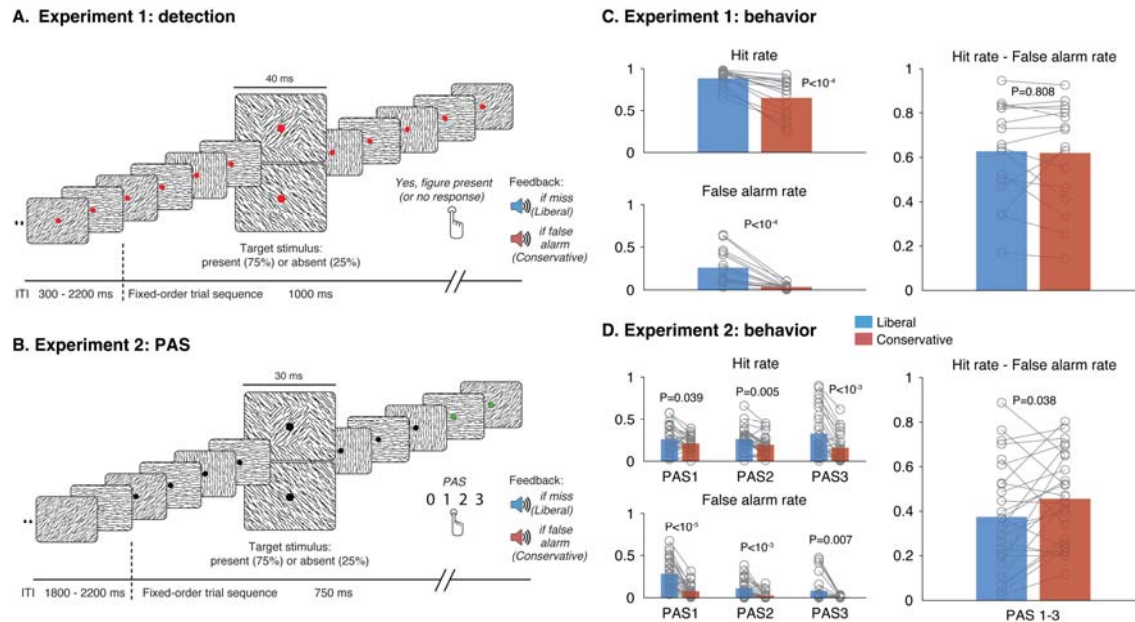 A. Experiment 1: detection
40 ms
Yes, figure present
(or no response)
Feedback:
if miss
(Liberal)
if false
alarm
(Conservative)
Target stimulus:
present (75%) or absent (25%)
ITI 300 - 2200 ms Fixed-order trial sequence 1000 ms
B. Experiment 2: PAS
30 ms
PAS
0 1 2 3
Feedback:
if miss
(Liberal)
if false
alarm
(Conservative)
Target stimulus:
present (75%) or absent (25%)
ITI 1800 - 2200 ms Fixed-order trial sequence 750 ms
C. Experiment 1: behavior
Hit rate
1
0.5
0
P<10-4
False alarm rate
1
0.5
0
P<10-4
Hit rate - False alarm rate
P=0.808
1
0.8
0.6
0.4
0.2
0
D. Experiment 2: behavior
Liberal
Conservative
Hit rate
1
0.5
0
P=0.039 P=0.005 P<10-3
PAS1 PAS2 PAS3
False alarm rate
1
0.5
0
P<10-5 P<10-3 P=0.007
PAS1 PAS2 PAS3
Hit rate - False alarm rate
P=0.038
1
0.8
0.6
0.4
0.2
0
PAS 1-3